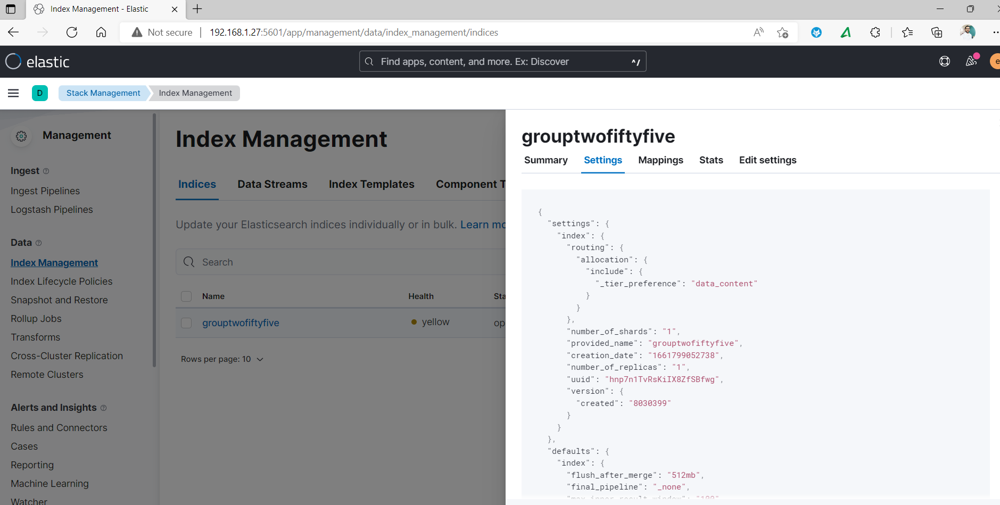 Index Management - Elastic
Not secure | 192.168.1.27:5601/app/management/data/index_management/indices
elastic
Find apps, content, and more. Ex: Discover ^/
e
D
Stack Management
Index Management
Management
Ingest
Ingest Pipelines
Logstash Pipelines
Data
Index Management
Index Lifecycle Policies
Snapshot and Restore
Rollup Jobs
Transforms
Cross-Cluster Replication
Remote Clusters
Alerts and Insights
Rules and Connectors
Cases
Reporting
Machine Learning
Watcher
Index Management
Indices Data Streams Index Templates Component T
Update your Elasticsearch indices individually or in bulk. Learn mo
Search
Name Health Sta
grouptwofiftyfive yellow op
Rows per page: 10
grouptwofiftyfive
Summary Settings Mappings Stats Edit settings
{
"settings": {
"index": {
"routing": {
"allocation": {
"include": {
"_tier_preference": "data_content"
}
}
},
"number_of_shards": "1",
"provided_name": "grouptwofiftyfive",
"creation_date": "1661799052738",
"number_of_replicas": "1",
"uuid": "hnp7n1TvRsKiIX8ZfSBfwg",
"version": {
"created": "8030399"
}
}
},
"defaults": {
"index": {
"flush_after_merge": "512mb",
"final_pipeline": "_none",
"max_inner_result_window": "100"